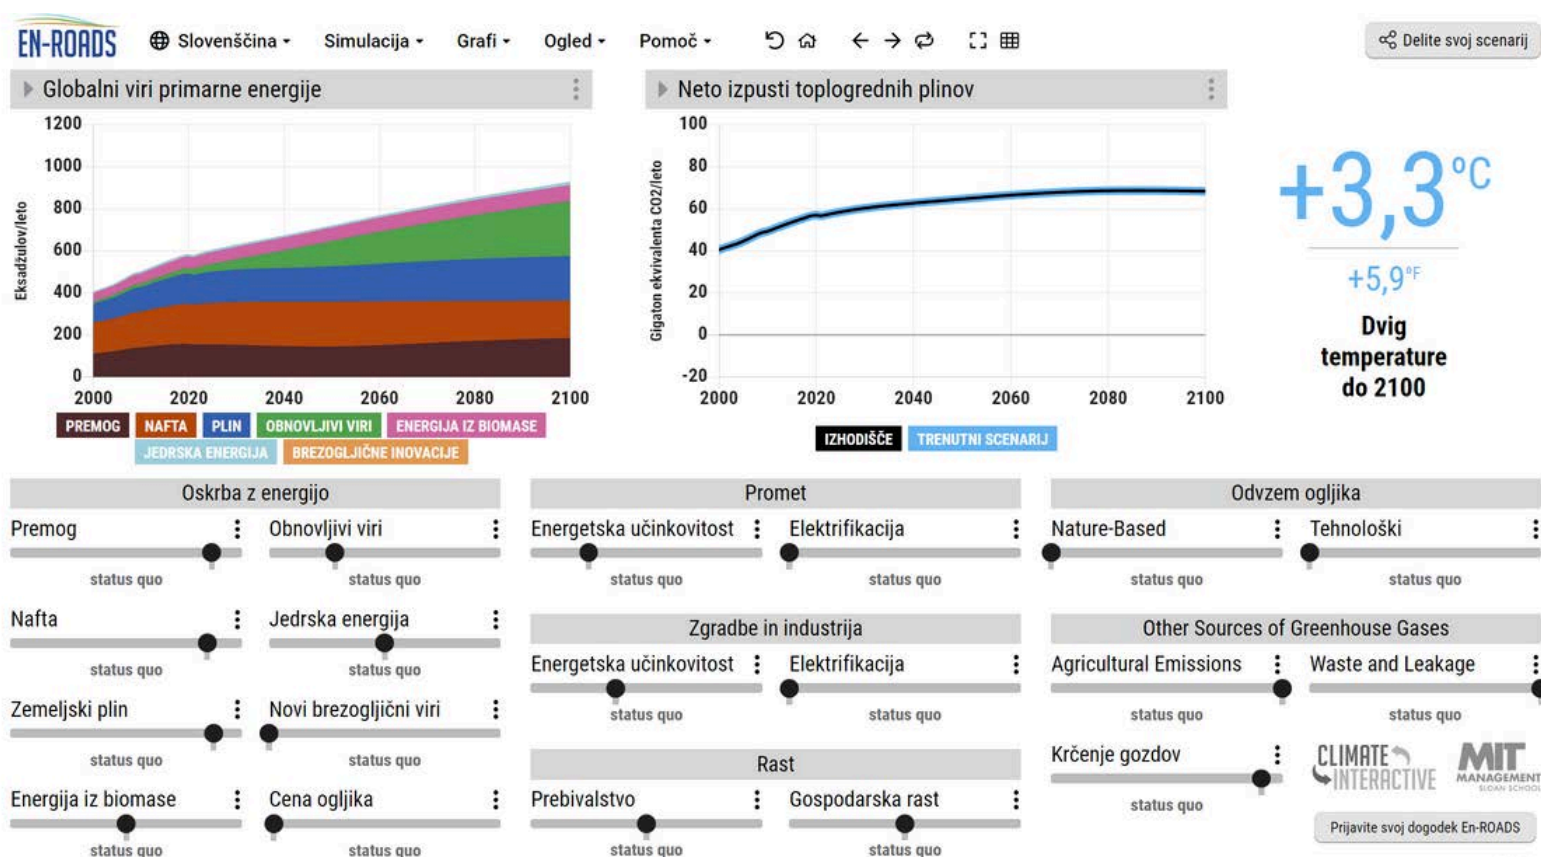 EN-ROADS
Slovenščina
Simulacija
Grafi
Ogled
Pomoč
Delite svoj scenarij
Globalni viri primarne energije
Eksadžulov/leto
1200
1000
800
600
400
200
0
2000 2020 2040 2060 2080 2100
PREMOG NAFTA PLIN OBNOVLJIVI VIRI ENERGIJA IZ BIOMASE
JEDRSKA ENERGIJA BREZOGLJIČNE INOVACIJE
Neto izpusti toplogrednih plinov
Gigaton ekvivalenta CO2/leto
100
80
60
40
20
0
-20
2000 2020 2040 2060 2080 2100
IZHODIŠČE TRENUTNI SCENARIJ
+3,3ºC
+5,9ºF
Dvig
temperature
do 2100
Oskrba z energijo
Premog
status quo
Obnovljivi viri
status quo
Nafta
status quo
Jedrska energija
status quo
Zemeljski plin
status quo
Novi brezogljični viri
status quo
Energija iz biomase
status quo
Cena ogljika
status quo
Promet
Energetska učinkovitost
status quo
Elektrifikacija
status quo
Zgradbe in industrija
Energetska učinkovitost
status quo
Elektrifikacija
status quo
Rast
Prebivalstvo
status quo
Gospodarska rast
status quo
Odvzem ogljika
Nature-Based
status quo
Tehnološki
status quo
Other Sources of Greenhouse Gases
Agricultural Emissions
status quo
Waste and Leakage
status quo
Krčenje gozdov
status quo
CLIMATE
INTERACTIVE
MIT
MANAGEMENT
SLOAN SCHOOL
Prijavite svoj dogodek En-ROADS